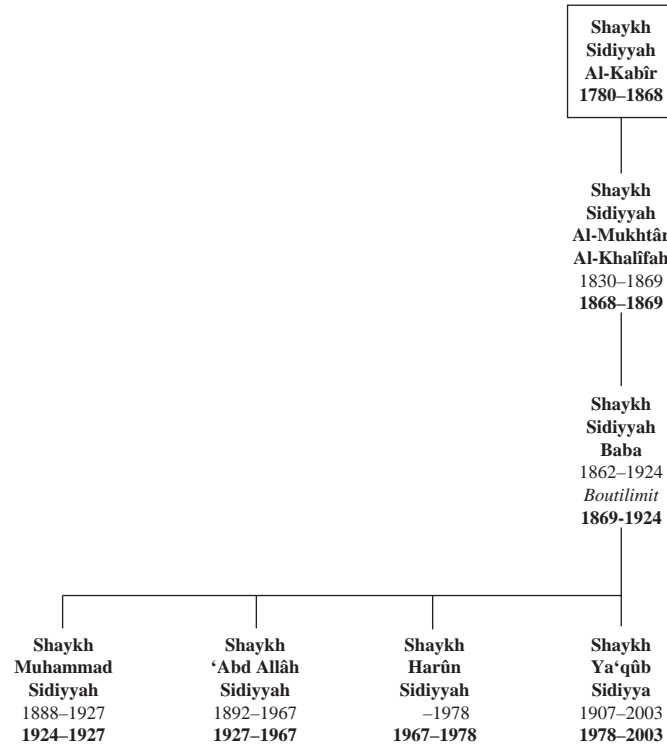 Shaykh
Sidiyyah
Al-Kabîr
1780–1868
Shaykh
Sidiyyah
Al-Mukhtâr
Al-Khalîfah
1830–1869
1868–1869
Shaykh
Sidiyyah
Baba
1862–1924
Boutilimit
1869-1924
Shaykh
Muhammad
Sidiyyah
1888–1927
1924–1927
Shaykh
‘Abd Allâh
Sidiyyah
1892–1967
1927–1967
Shaykh
Harûn
Sidiyyah
–1978
1967–1978
Shaykh
Ya‘qûb
Sidiyya
1907–2003
1978–2003